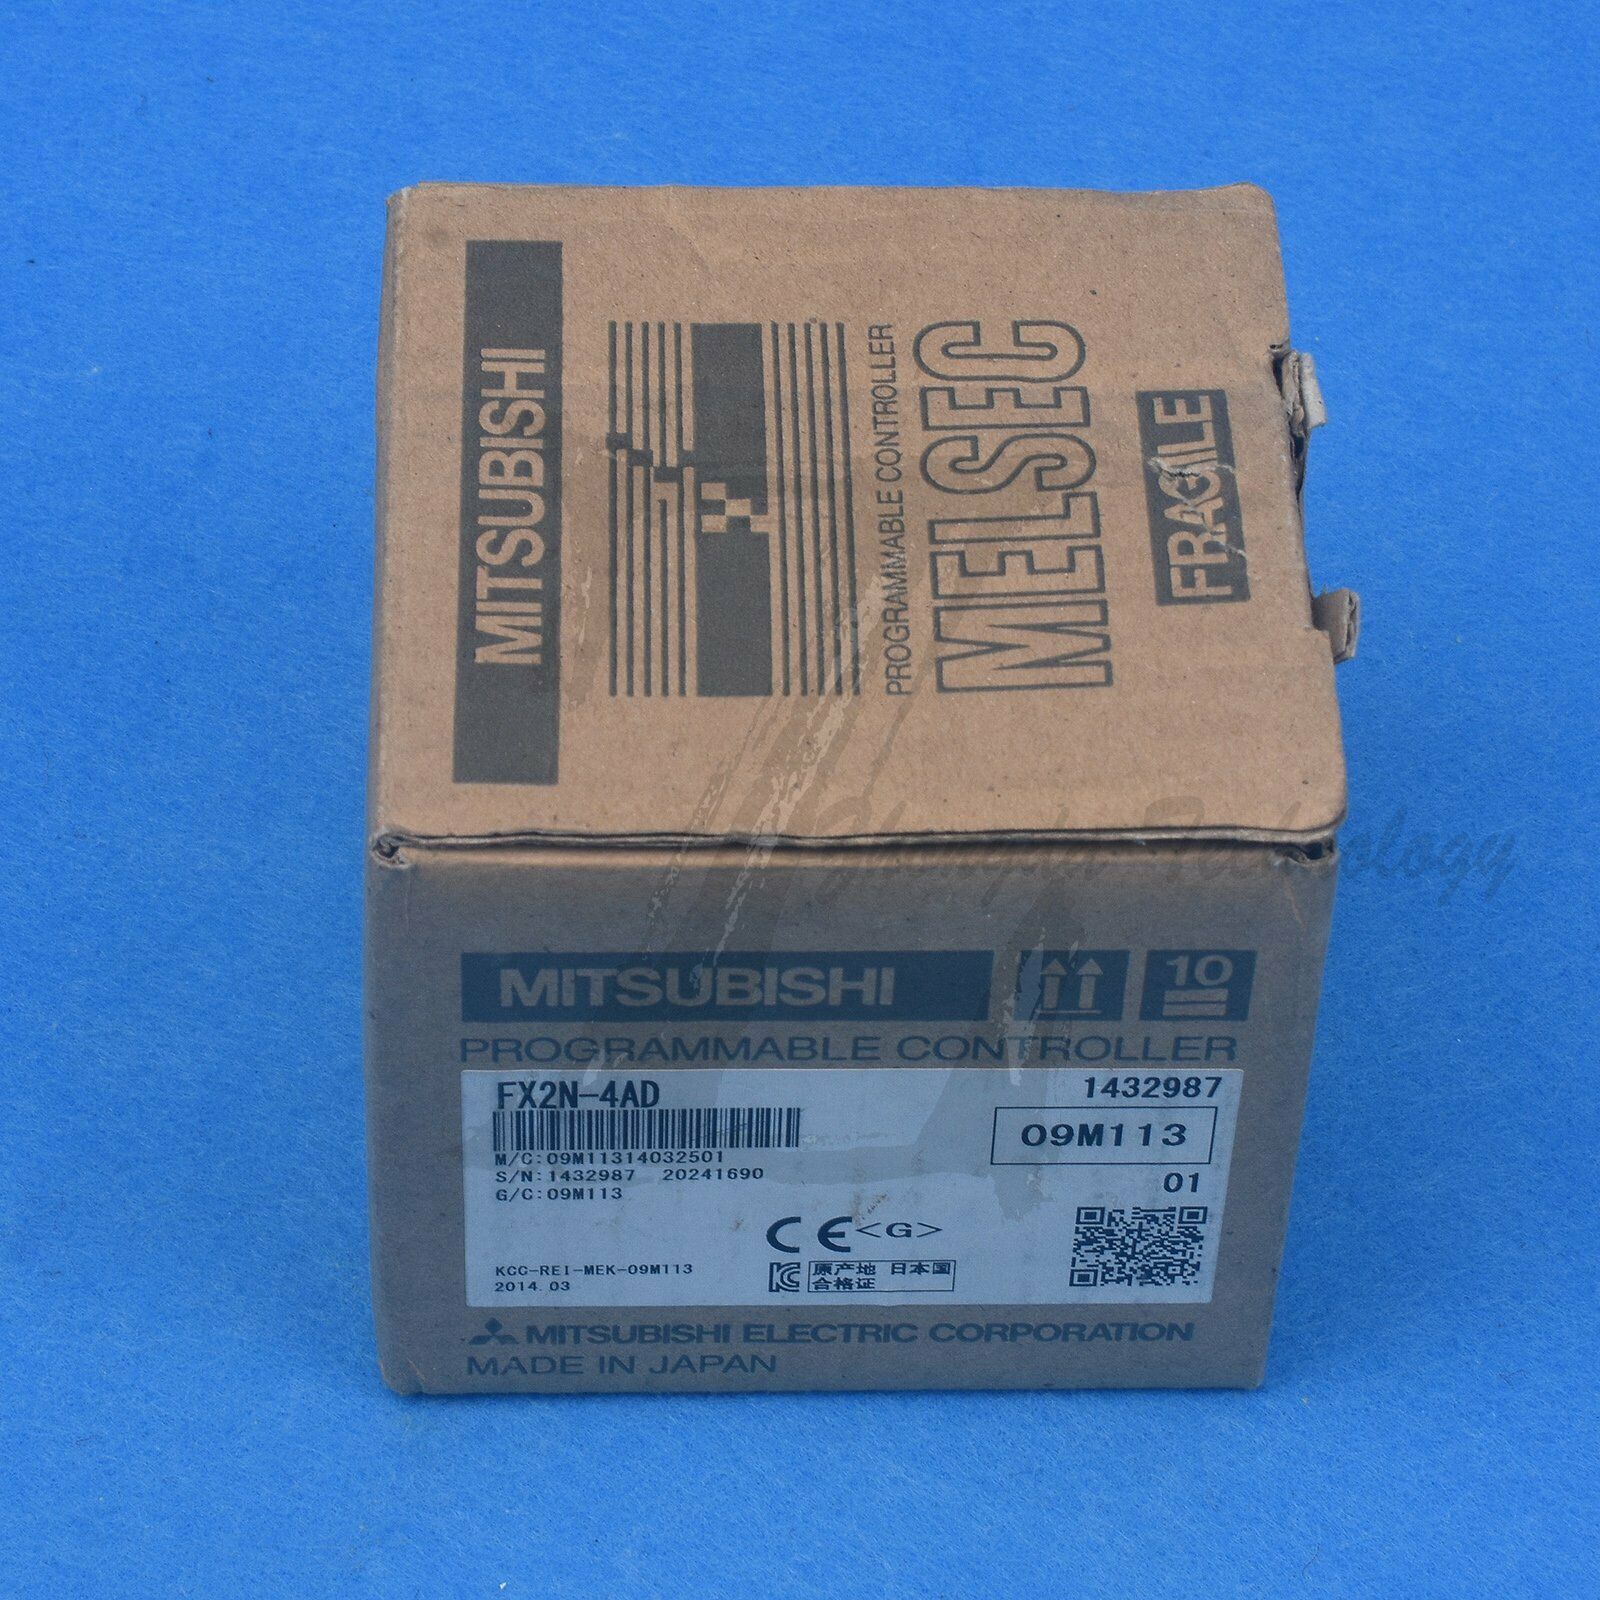 MITSUBISHI
PROGRAMMABLE CONTROLLER
MELSEC
FRAGILE
MITSUBISHI
10
PROGRAMMABLE CONTROLLER
FX2N-4AD
1432987
09M113
M/C:09M11314032501
S/N:1432987 20241690
G/C:09M113
01
CE<G>
KCC-REI-MEK-09M113
2014.03
原产地 日本国
合格证
MITSUBISHI ELECTRIC CORPORATION
MADE IN JAPAN
Technology